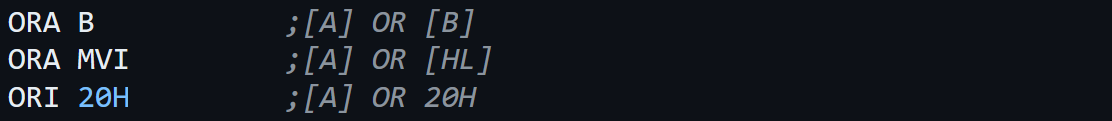 ORA B ;[A] OR [B]
ORA MVI ;[A] OR [HL]
ORI 20H ;[A] OR 20H